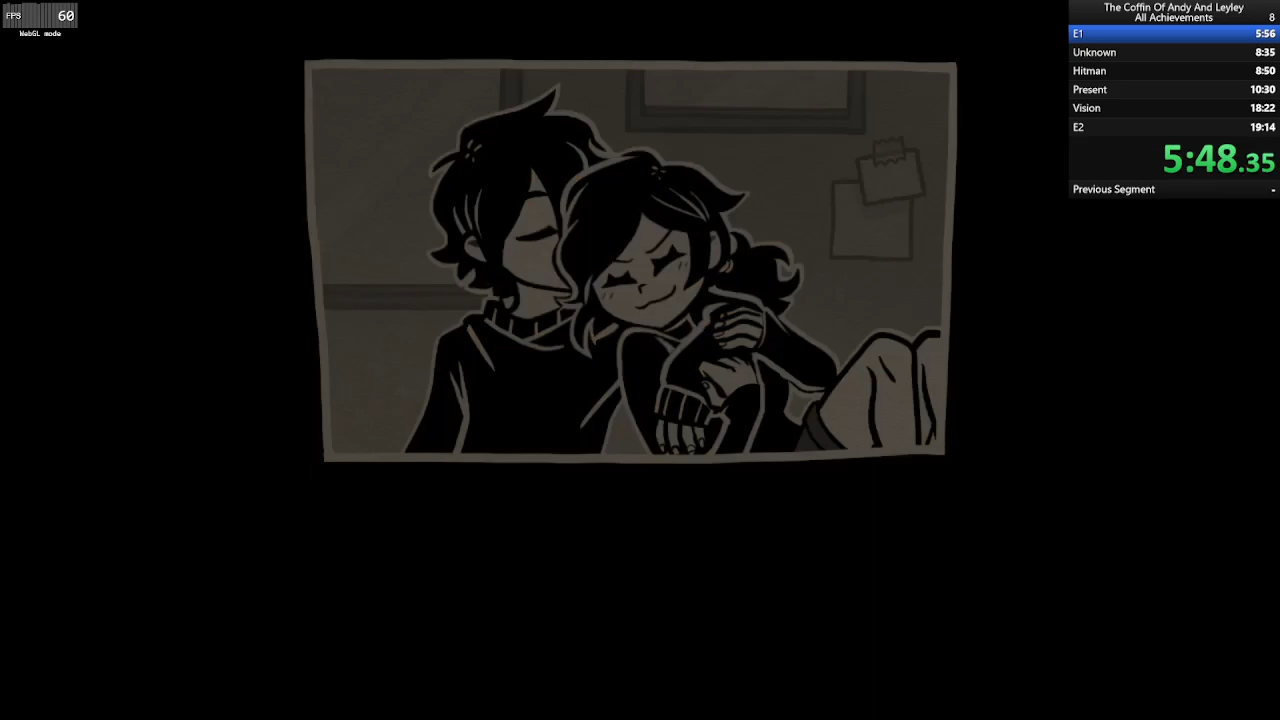 FPS 60
WebGL mode
The Coffin Of Andy And Leyley
All Achievements 8
E1 5:56
Unknown 8:35
Hitman 8:50
Present 10:30
Vision 18:22
E2 19:14
5:48.35
Previous Segment -